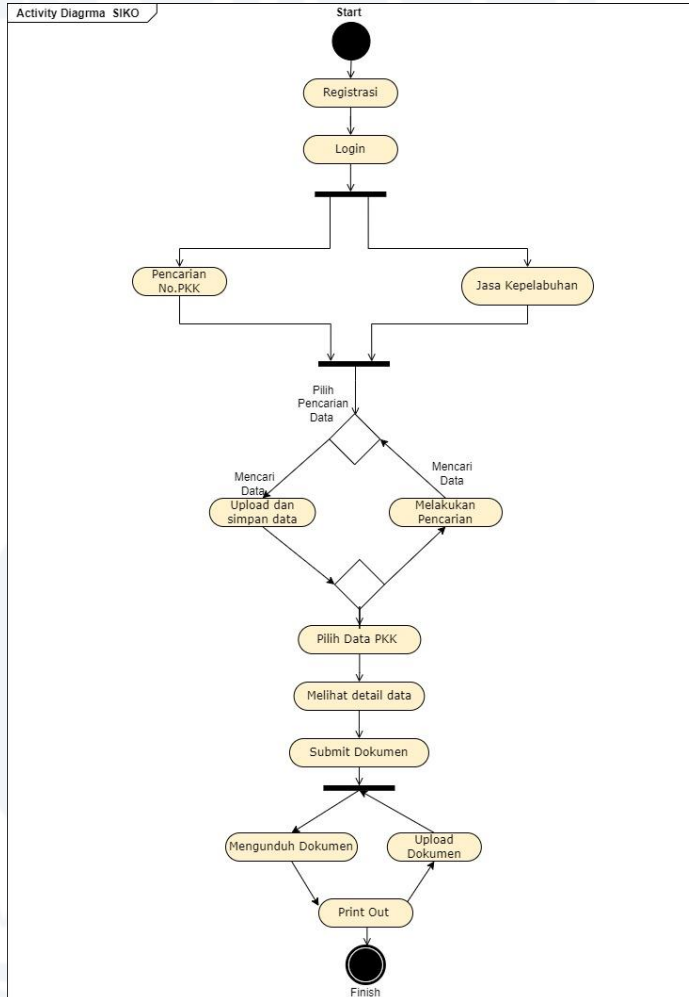 Activity Diagrma SIKO
Start
Registrasi
Login
Pencarian
No.PKK
Jasa Kepelabuhan
Pilih
Pencarian
Data
Mencari
Data
Upload dan
simpan data
Mencari
Data
Melakukan
Pencarian
Pilih Data PKK
Melihat detail data
Submit Dokumen
Mengunduh Dokumen
Upload
Dokumen
Print Out
Finish